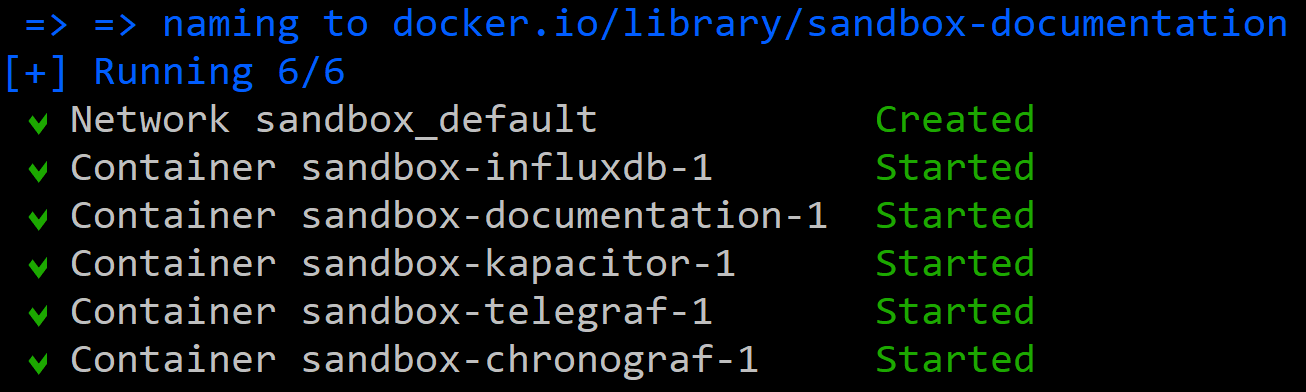 => => naming to docker.io/library/sandbox-documentation
[+] Running 6/6
✔ Network sandbox_default Created
✔ Container sandbox-influxdb-1 Started
✔ Container sandbox-documentation-1 Started
✔ Container sandbox-kapacitor-1 Started
✔ Container sandbox-telegraf-1 Started
✔ Container sandbox-chronograf-1 Started